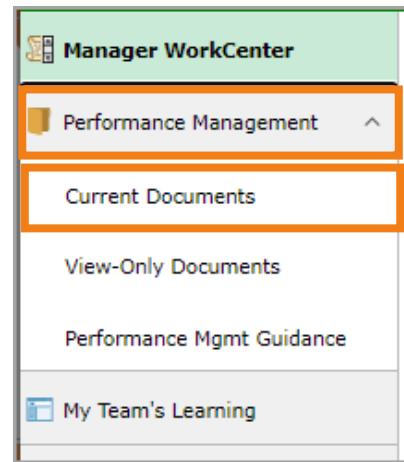 Manager WorkCenter
Performance Management
Current Documents
View-Only Documents
Performance Mgmt Guidance
My Team's Learning